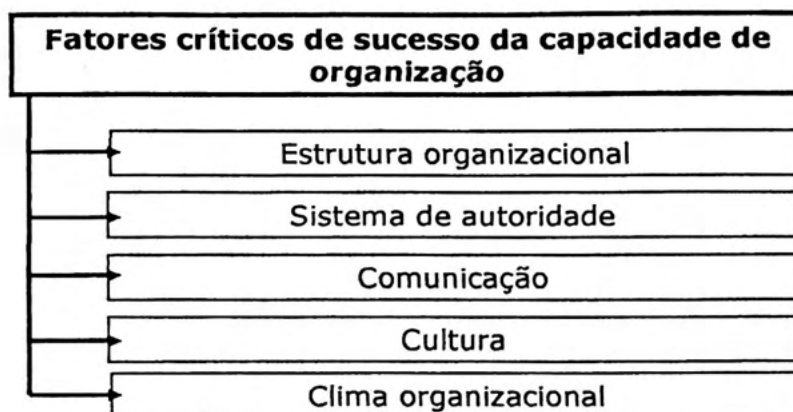 Fatores críticos de sucesso da capacidade de
organização
Estrutura organizacional
Sistema de autoridade
Comunicação
Cultura
Clima organizacional